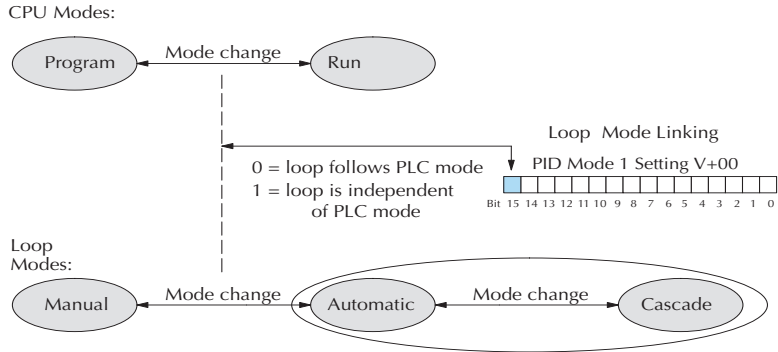 CPU Modes:
Program
Mode change
Run
Loop Mode Linking
0 = loop follows PLC mode
1 = loop is independent
of PLC mode
PID Mode 1 Setting V+00
Bit 15 14 13 12 11 10 9 8 7 6 5 4 3 2 1 0
Loop
Modes:
Manual
Mode change
Automatic
Mode change
Cascade